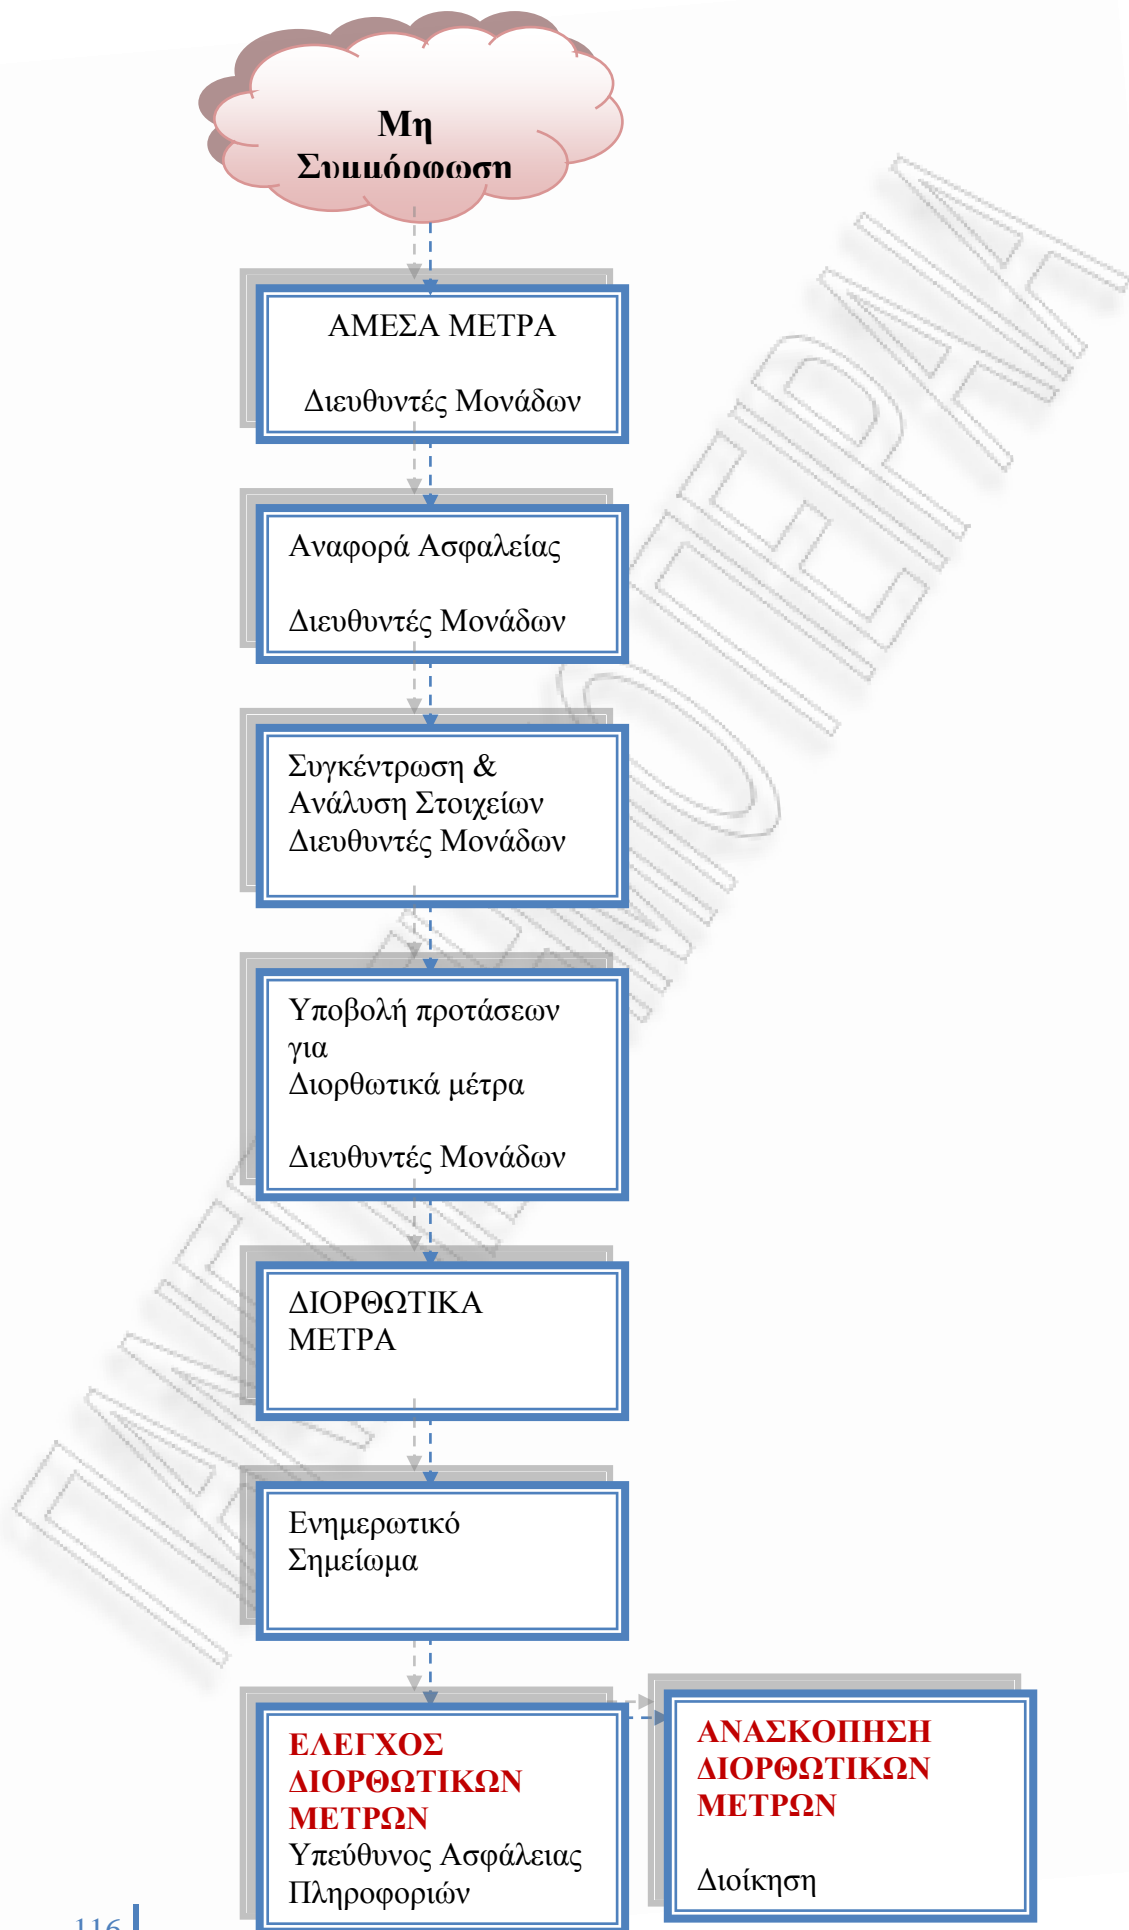 Μη
Συμμόρφωση
ΑΜΕΣΑ ΜΕΤΡΑ
Διευθυντές Μονάδων
Αναφορά Ασφαλείας
Διευθυντές Μονάδων
Συγκέντρωση &
Ανάλυση Στοιχείων
Διευθυντές Μονάδων
Υποβολή προτάσεων
για
Διορθωτικά μέτρα
Διευθυντές Μονάδων
ΔΙΟΡΘΩΤΙΚΑ
ΜΕΤΡΑ
Ενημερωτικό
Σημείωμα
ΕΛΕΓΧΟΣ
ΔΙΟΡΘΩΤΙΚΩΝ
ΜΕΤΡΩΝ
Υπεύθυνος Ασφάλειας
Πληροφοριών
ΑΝΑΣΚΟΠΗΣΗ
ΔΙΟΡΘΩΤΙΚΩΝ
ΜΕΤΡΩΝ
Διοίκηση
116